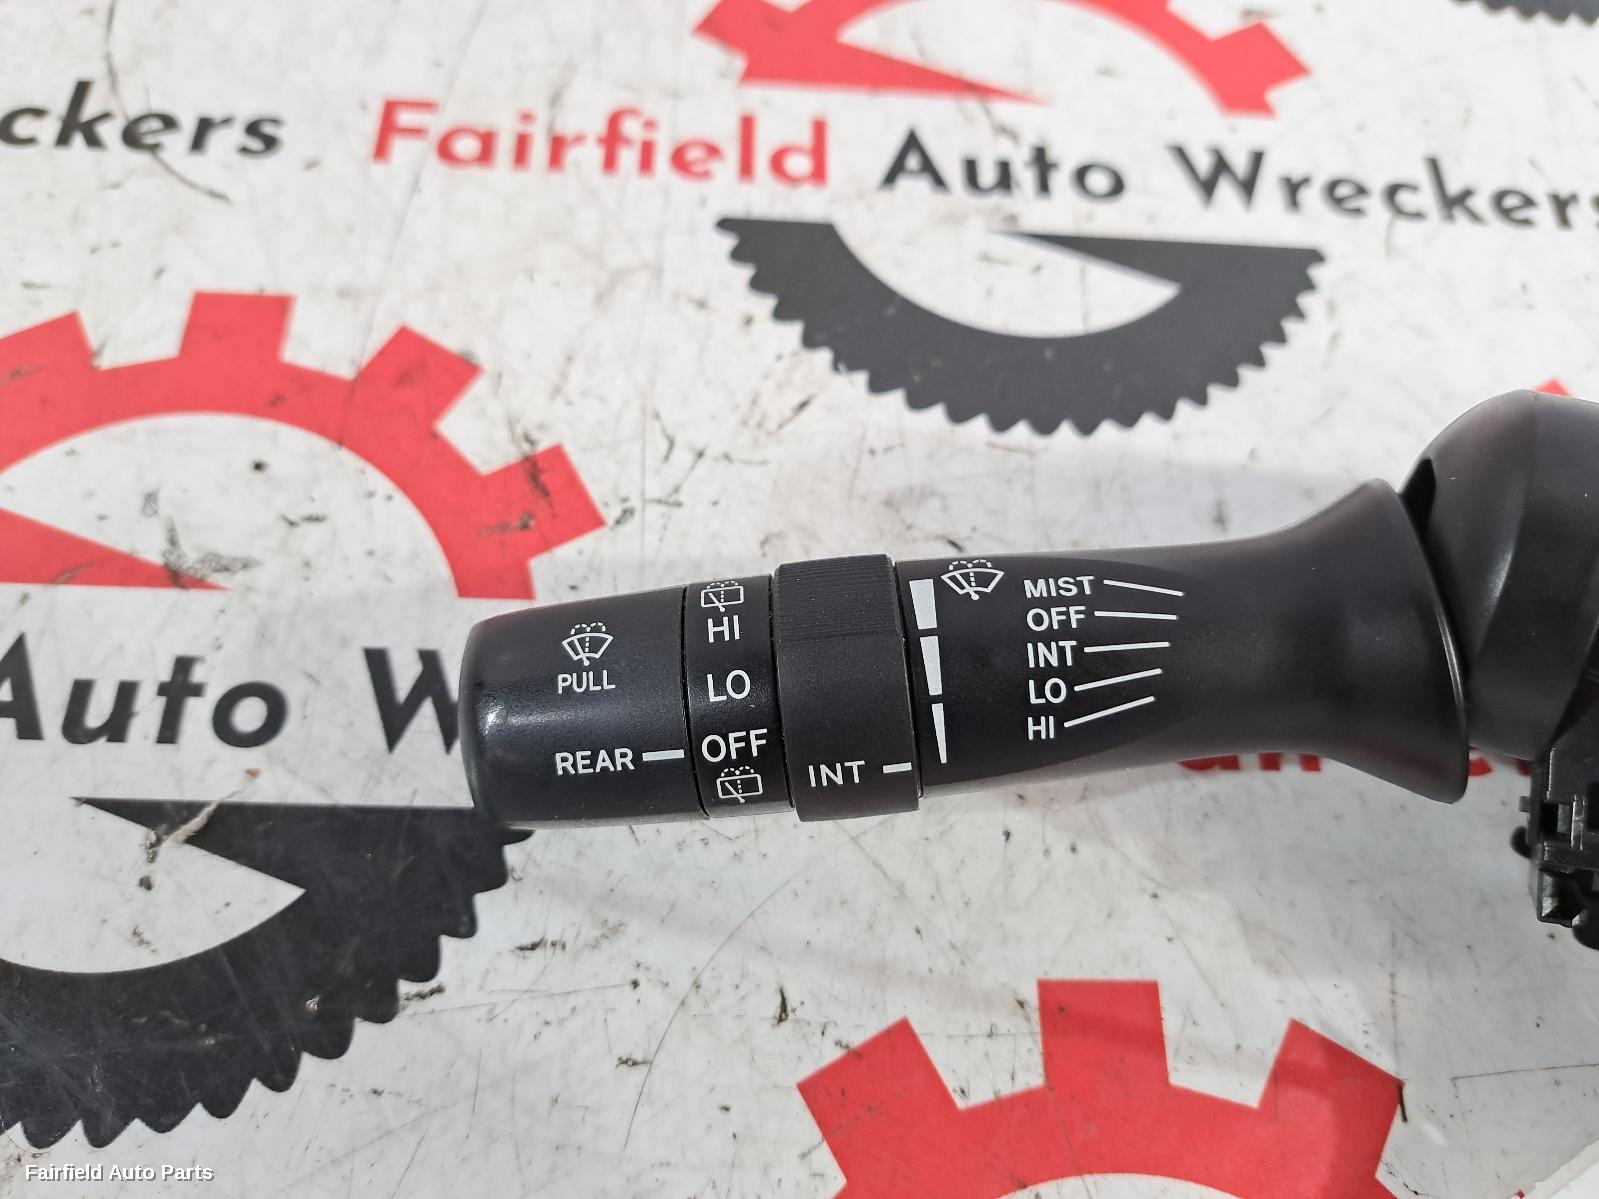 ckers Fairfield Auto Wreckers
Auto W
PULL
REAR
HI
LO
OFF
INT
MIST
OFF
INT
LO
HI
Fairfield Auto Parts